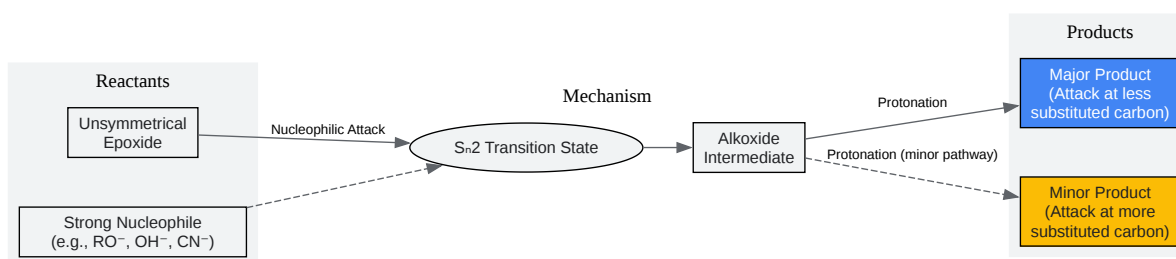 Reactants
Unsymmetrical
Epoxide
Strong Nucleophile
(e.g., RO⁻, OH⁻, CN⁻)
Nucleophilic Attack
Mechanism
Sₙ2 Transition State
Alkoxide
Intermediate
Protonation
Protonation (minor pathway)
Products
Major Product
(Attack at less
substituted carbon)
Minor Product
(Attack at more
substituted carbon)